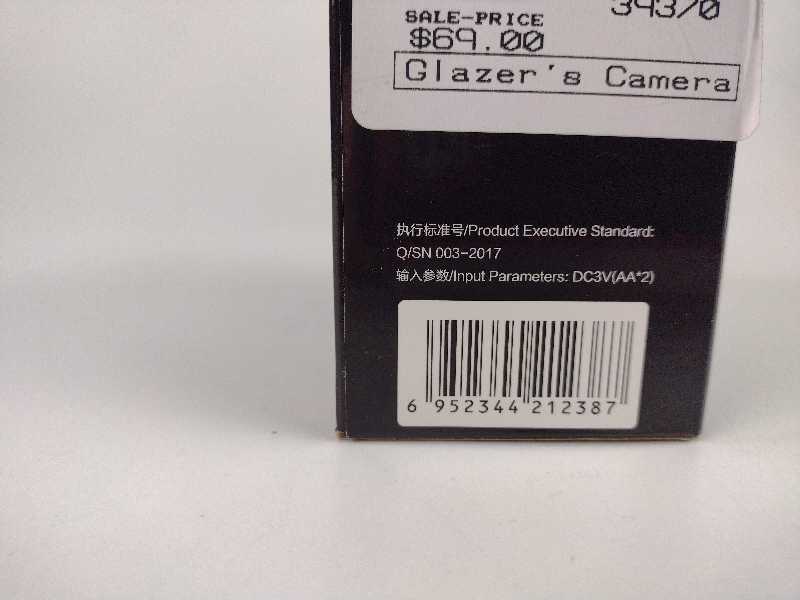 39370
SALE-PRICE
$69.00
Glazer's Camera
执行标准号/Product Executive Standard:
Q/SN 003-2017
输入参数/Input Parameters: DC3V(AA*2)
6 952344 212387